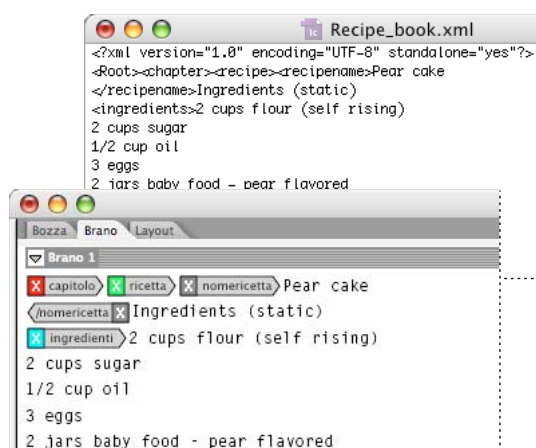 Recipe_book.xml
<?xml version="1.0" encoding="UTF-8" standalone="yes"?>
<Root><chapter><recipe><recipename>Pear cake
</recipename>Ingredients (static)
<ingredients>2 cups flour (self rising)
2 cups sugar
1/2 cup oil
3 eggs
2 jars baby food – pear flavored
Bozza Brano Layout
Brano 1
capitolo ricetta nomericetta Pear cake
/nomericetta Ingredients (static)
ingredienti 2 cups flour (self rising)
2 cups sugar
1/2 cup oil
3 eggs
2 jars baby food - pear flavored